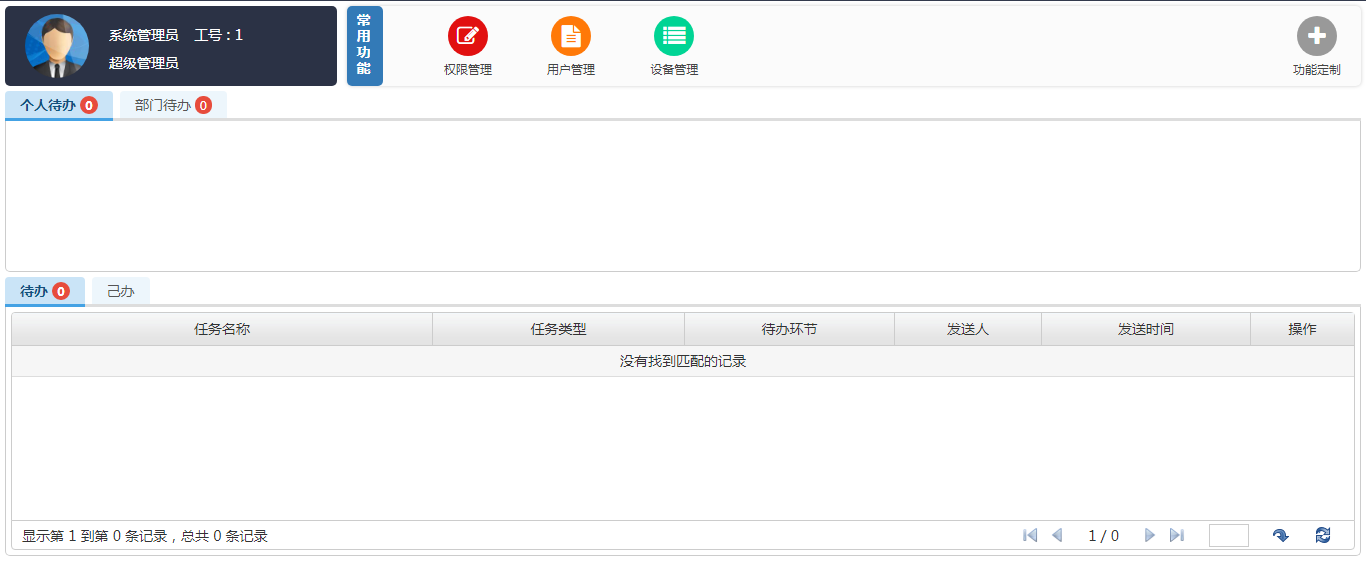 系统管理员 工号：1
超级管理员
常用功能
权限管理
用户管理
设备管理
功能定制
个人待办 0
部门待办 0
待办 0
己办
任务名称 任务类型 待办环节 发送人 发送时间 操作
没有找到匹配的记录
显示第 1 到第 0 条记录，总共 0 条记录
1 / 0